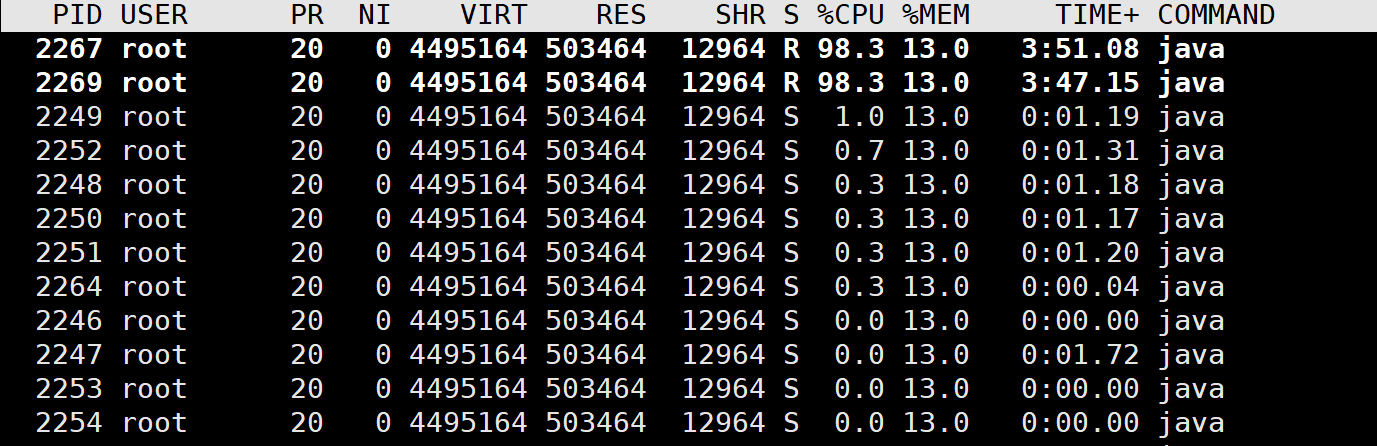 PID USER PR NI VIRT RES SHR S %CPU %MEM TIME+ COMMAND
2267 root 20 0 4495164 503464 12964 R 98.3 13.0 3:51.08 java
2269 root 20 0 4495164 503464 12964 R 98.3 13.0 3:47.15 java
2249 root 20 0 4495164 503464 12964 S 1.0 13.0 0:01.19 java
2252 root 20 0 4495164 503464 12964 S 0.7 13.0 0:01.31 java
2248 root 20 0 4495164 503464 12964 S 0.3 13.0 0:01.18 java
2250 root 20 0 4495164 503464 12964 S 0.3 13.0 0:01.17 java
2251 root 20 0 4495164 503464 12964 S 0.3 13.0 0:01.20 java
2264 root 20 0 4495164 503464 12964 S 0.3 13.0 0:00.04 java
2246 root 20 0 4495164 503464 12964 S 0.0 13.0 0:00.00 java
2247 root 20 0 4495164 503464 12964 S 0.0 13.0 0:01.72 java
2253 root 20 0 4495164 503464 12964 S 0.0 13.0 0:00.00 java
2254 root 20 0 4495164 503464 12964 S 0.0 13.0 0:00.00 java